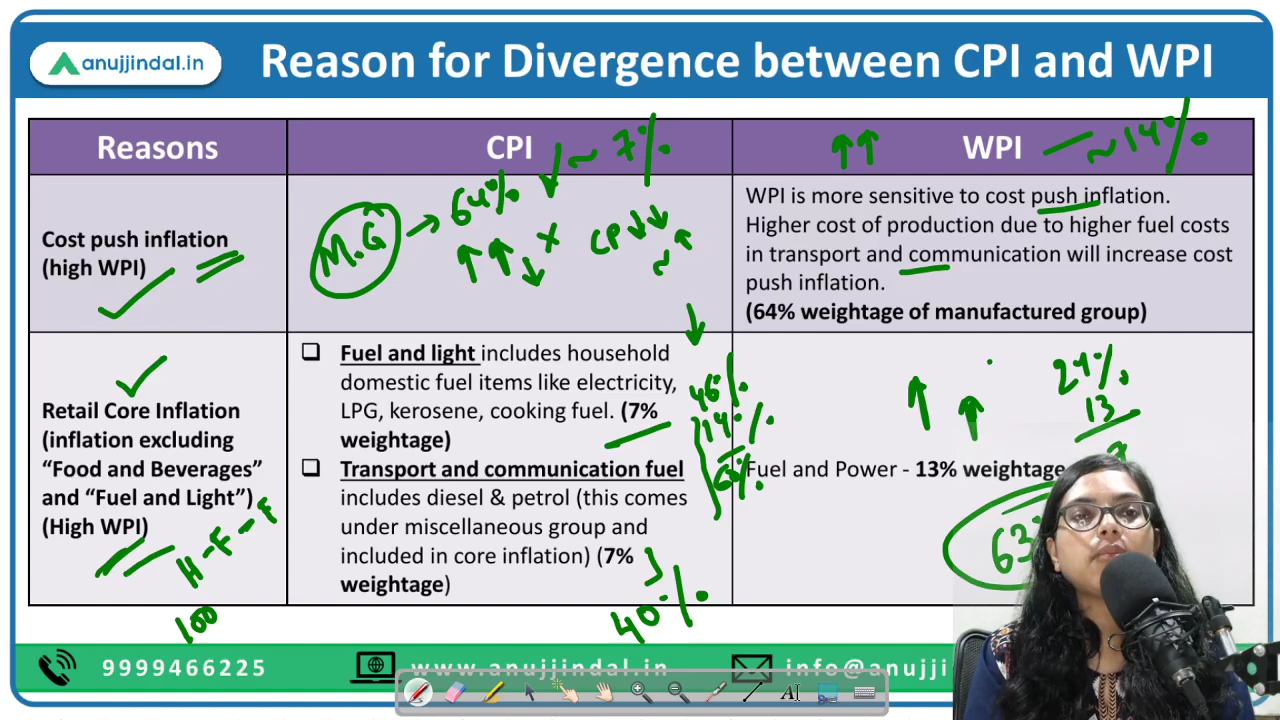 anujjindal.in
Reason for Divergence between CPI and WPI
Reasons
CPI
~ 7%
WPI
~ 14%
Cost push inflation
(high WPI)
M.G
64%
CP
WPI is more sensitive to cost push inflation.
Higher cost of production due to higher fuel costs
in transport and communication will increase cost
push inflation.
(64% weightage of manufactured group)
Retail Core Inflation
(inflation excluding
“Food and Beverages”
and “Fuel and Light”)
(High WPI)
H - F - F
100
❑ Fuel and light includes household
domestic fuel items like electricity,
LPG, kerosene, cooking fuel. (7%
weightage)
❑ Transport and communication fuel
includes diesel & petrol (this comes
under miscellaneous group and
included in core inflation) (7%
weightage)
46%
14%
60%
40%
24%
13
Fuel and Power - 13% weightage
63
9999466225
www.anujjindal.in
info@anujji